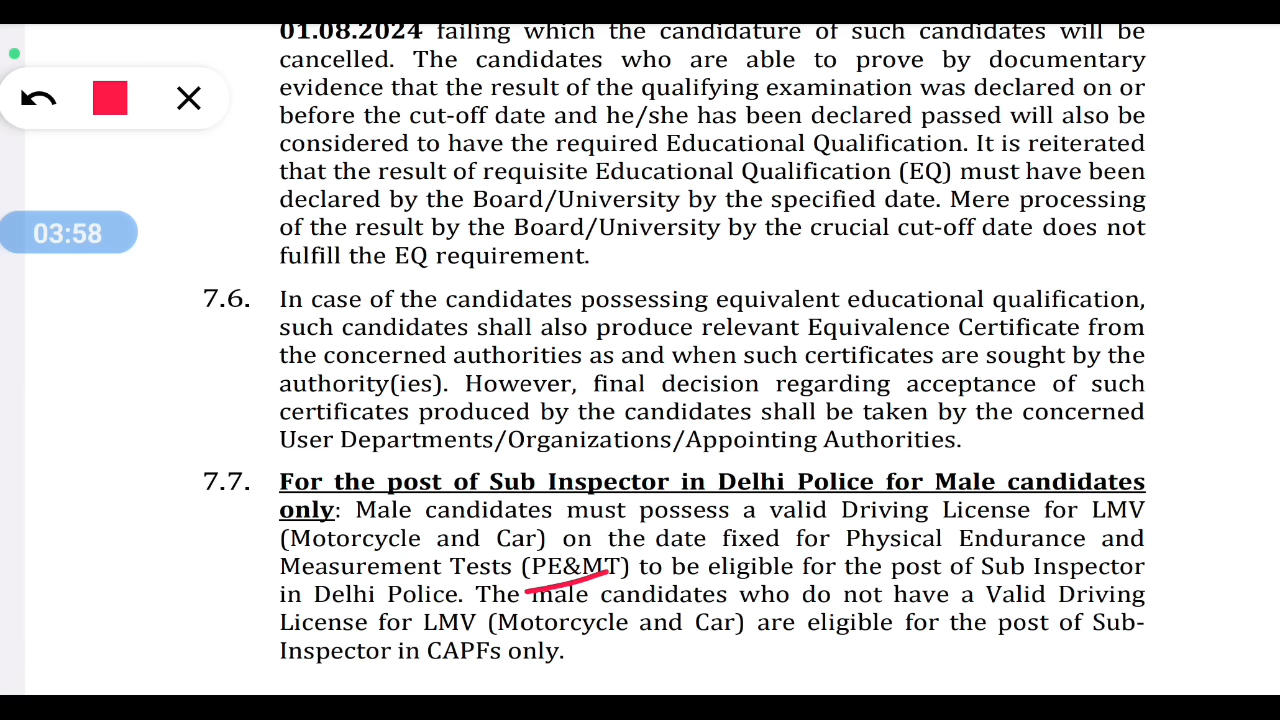 01.08.2024 failing which the candidature of such candidates will be
cancelled. The candidates who are able to prove by documentary
evidence that the result of the qualifying examination was declared on or
before the cut-off date and he/she has been declared passed will also be
considered to have the required Educational Qualification. It is reiterated
that the result of requisite Educational Qualification (EQ) must have been
declared by the Board/University by the specified date. Mere processing
03:58
of the result by the Board/University by the crucial cut-off date does not
fulfill the EQ requirement.
7.6. In case of the candidates possessing equivalent educational qualification,
such candidates shall also produce relevant Equivalence Certificate from
the concerned authorities as and when such certificates are sought by the
authority(ies). However, final decision regarding acceptance of such
certificates produced by the candidates shall be taken by the concerned
User Departments/Organizations/Appointing Authorities.
7.7. For the post of Sub Inspector in Delhi Police for Male candidates
only: Male candidates must possess a valid Driving License for LMV
(Motorcycle and Car) on the date fixed for Physical Endurance and
Measurement Tests (PE&MT) to be eligible for the post of Sub Inspector
in Delhi Police. The male candidates who do not have a Valid Driving
License for LMV (Motorcycle and Car) are eligible for the post of Sub-
Inspector in CAPFs only.